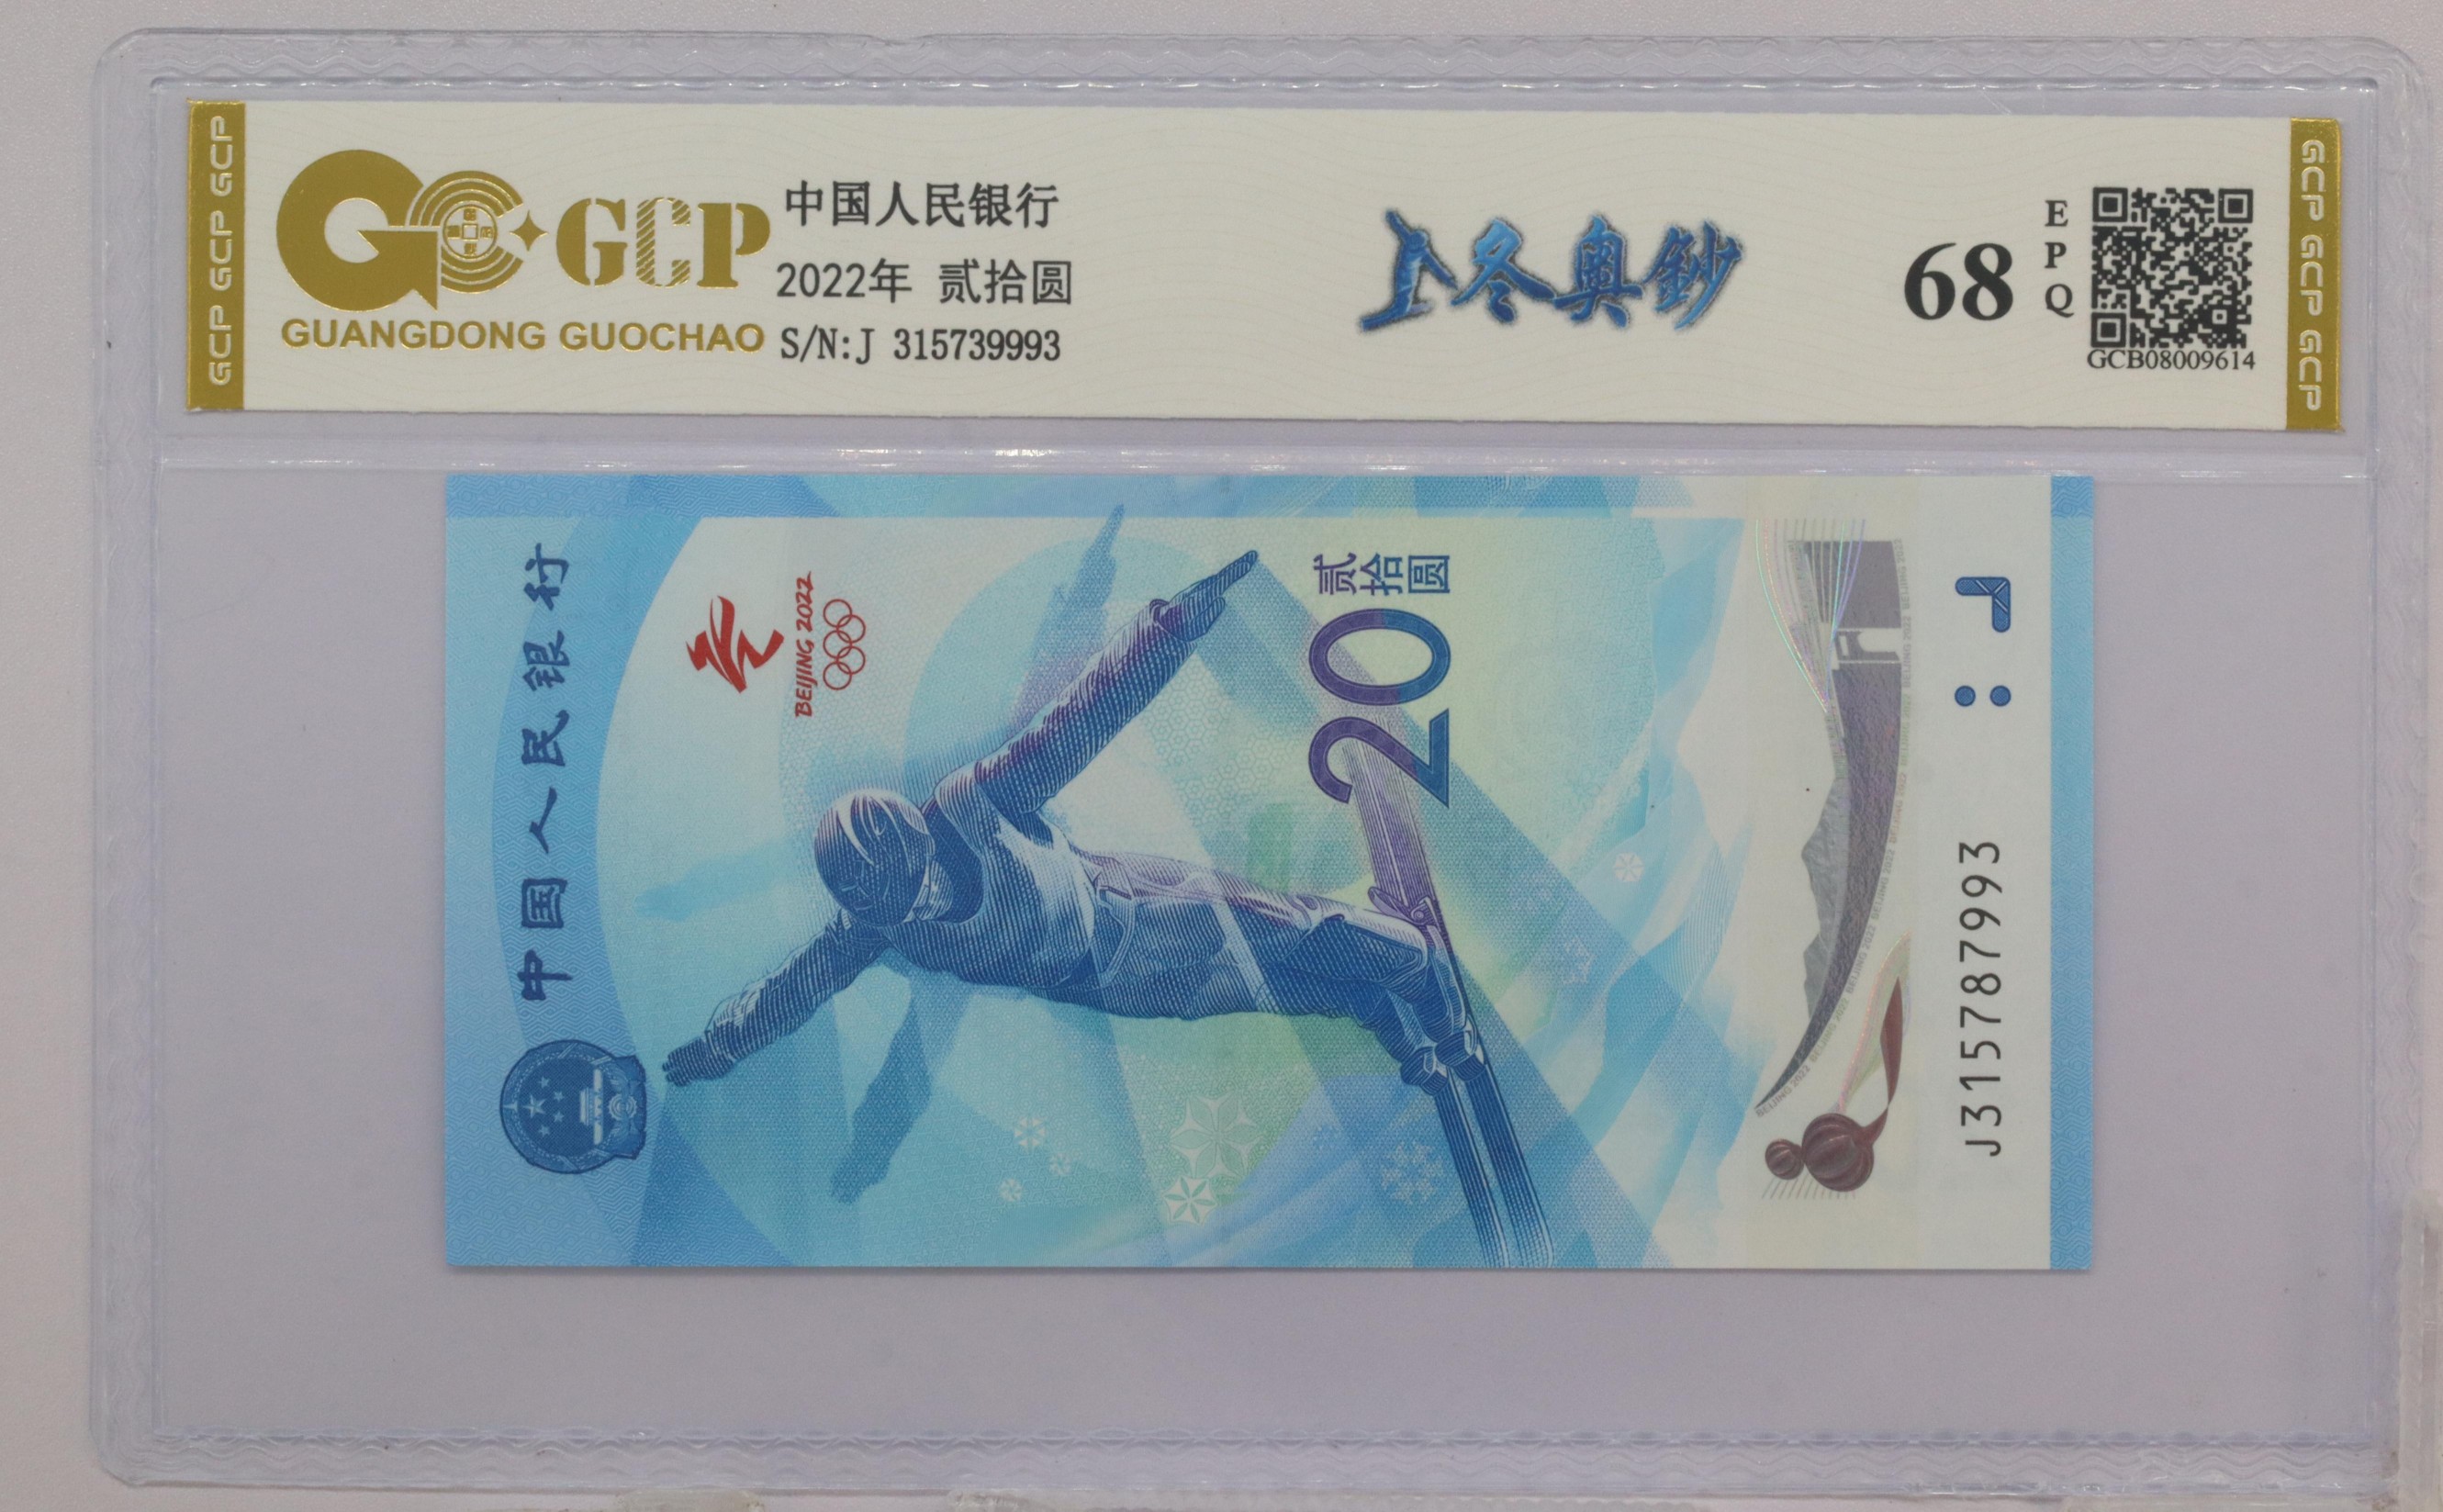 GCP GCP GCP
GCP
GUANGDONG GUOCHAO
中国人民银行
2022年 贰拾圆
S/N:J 315739993
冬奥鈔
68
EPQ
GCB08009614
GCP GCP GCP
中国人民银行
BEIJING 2022
贰拾圆
20
J315787993